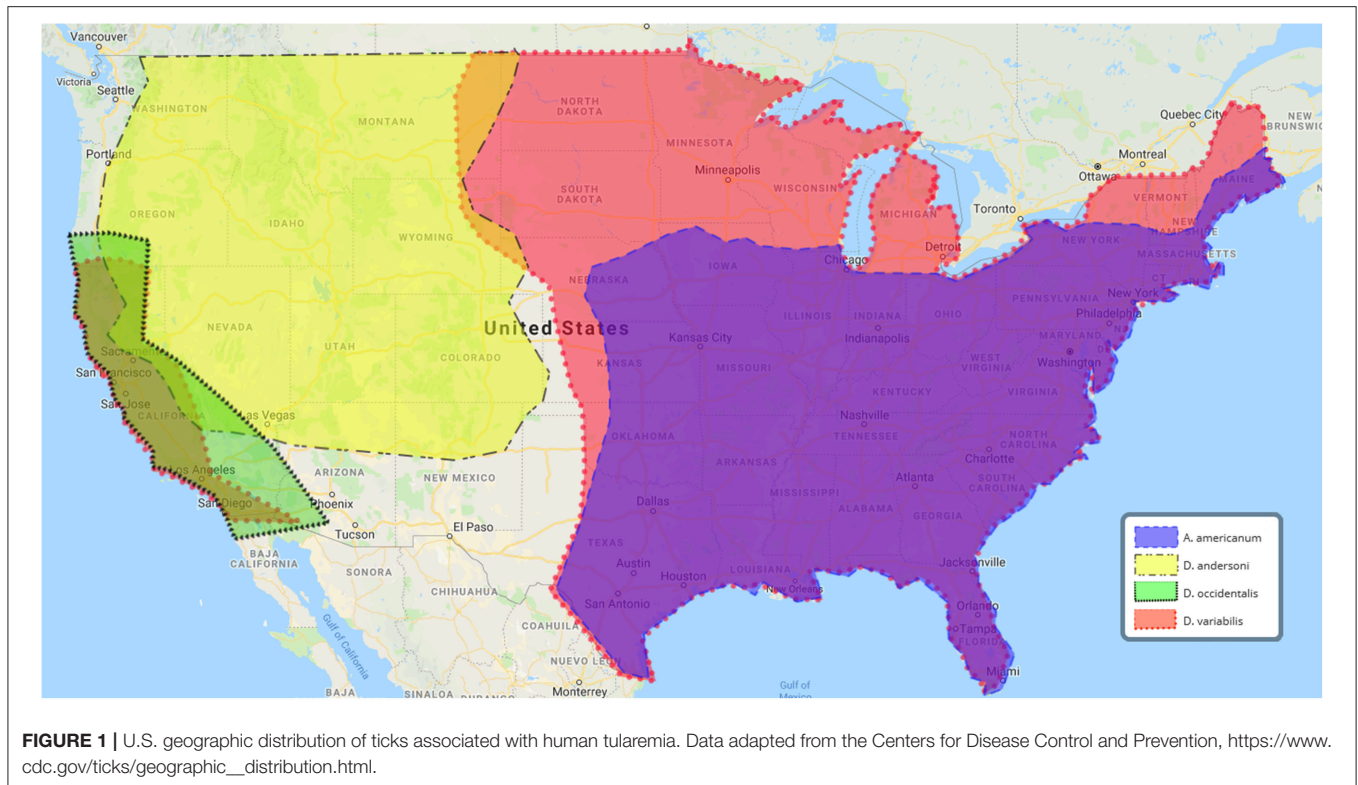 Vancouver
Victoria
Seattle
WASHINGTON
MONTANA
NORTH
DAKOTA
MINNESOTA
Minneapolis
SOUTH
DAKOTA
WISCONSIN
MICHIGAN
Quebec City
NEW
BRUNSWIC
Montreal
Ottawa
MAINE
VERMONT
NEW
HAMPSHIRE
Toronto
Portland
OREGON
IDAHO
WYOMING
Detroit
NEW YORK
MASSACHUSETTS
Chicago
IOWA
NEBRASKA
CT
New York
PENNSYLVANIA
Philadelphia
ILLINOIS
INDIANA
OHIO
Indianapolis
MARYLAND
Washington
NEVADA
UTAH
COLORADO
United States
KANSAS
Kansas City
MISSOURI
WEST
VIRGINIA
VIRGINIA
KENTUCKY
Sacramento
San Francisco
San Jose
CALIFORNIA
Las Vegas
Nashville
TENNESSEE
NORTH
CAROLINA
Charlotte
OKLAHOMA
ARKANSAS
Los Angeles
ARIZONA
NEW MEXICO
San Diego
Phoenix
Tucson
El Paso
Dallas
MISSISSIPPI
ALABAMA
Atlanta
GEORGIA
SOUTH
CAROLINA
TEXAS
Austin
Houston
San Antonio
LOUISIANA
New Orleans
Jacksonville
Orlando
Tampa
FLORIDA
Miami
BAJA
CALIFORNIA
SONORA
CHIHUAHUA
COAHUILA
NUEVO LEON
Monterrey
Gulf of California
BAJA
SINALOA
DURANGO
Gulf of
Mexico
A. americanum
D. andersoni
D. occidentalis
D. variabilis
FIGURE 1 | U.S. geographic distribution of ticks associated with human tularemia. Data adapted from the Centers for Disease Control and Prevention, https://www.
cdc.gov/ticks/geographic__distribution.html.